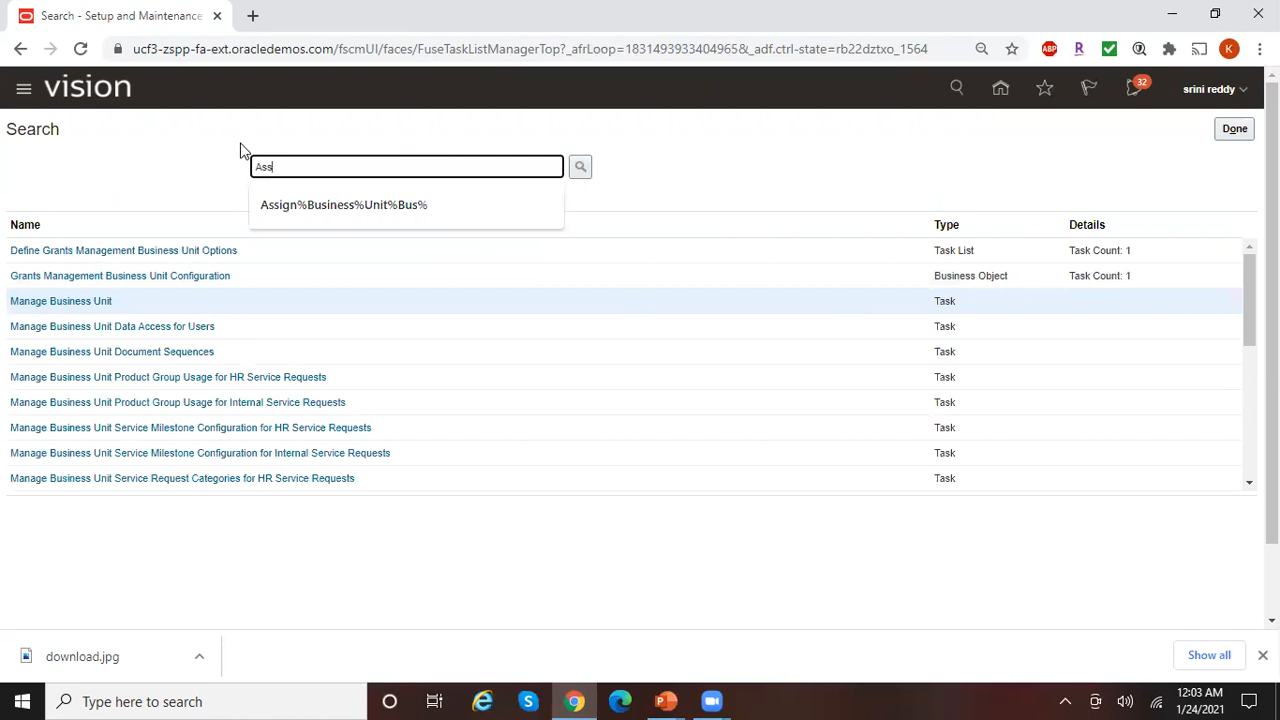 Search - Setup and Maintenance
ucf3-zspp-fa-ext.oracledemos.com/fscmUI/faces/FuseTaskListManagerTop?_afrLoop=1831493933404965&_adf.ctrl-state=rb22dztxo_1564
ABP
R
K
vision
32
srini reddy
Search
Done
Ass
Assign%Business%Unit%Bus%
Name Type Details
Define Grants Management Business Unit Options Task List Task Count: 1
Grants Management Business Unit Configuration Business Object Task Count: 1
Manage Business Unit Task
Manage Business Unit Data Access for Users Task
Manage Business Unit Document Sequences Task
Manage Business Unit Product Group Usage for HR Service Requests Task
Manage Business Unit Product Group Usage for Internal Service Requests Task
Manage Business Unit Service Milestone Configuration for HR Service Requests Task
Manage Business Unit Service Milestone Configuration for Internal Service Requests Task
Manage Business Unit Service Request Categories for HR Service Requests Task
download.jpg
Show all
Type here to search
12:03 AM
1/24/2021